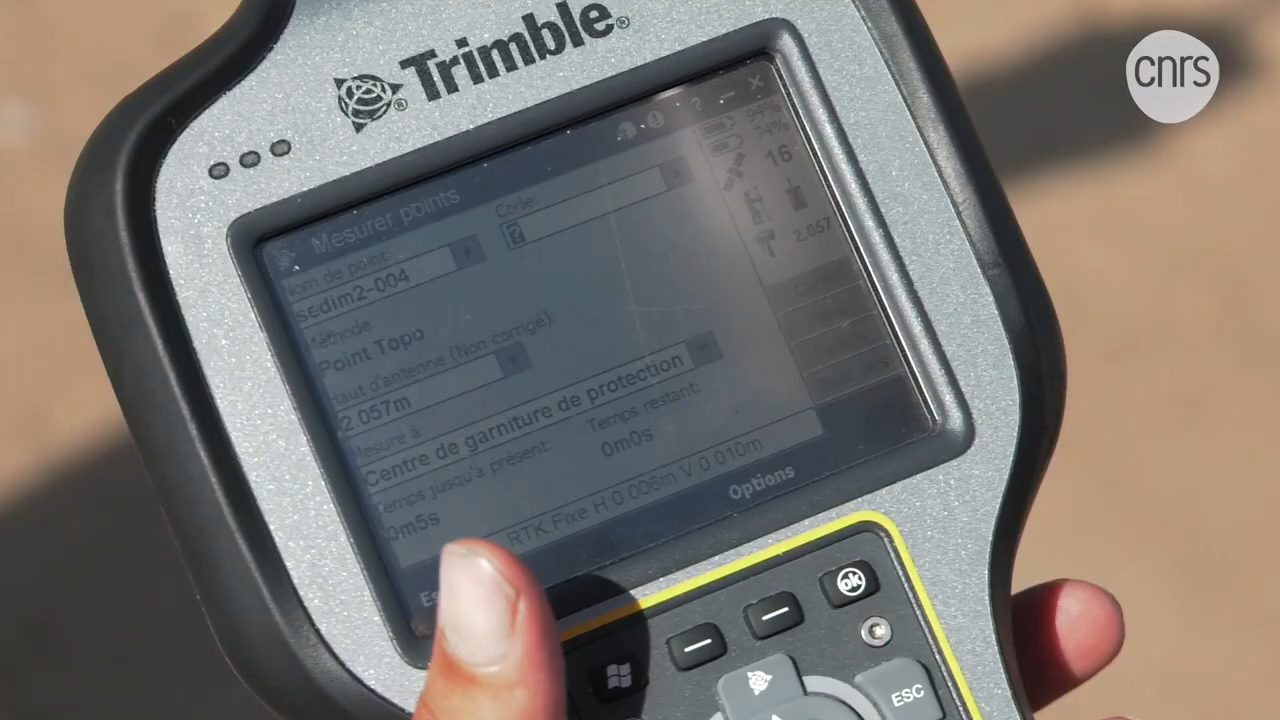 Trimble®
cnrs
Mesurer points
94%
74%
16
2.057
Nom de point:
Code:
sedim2-004
?
Méthode:
Point Topo
Haut d'antenne (Non corrigé):
2.057m
Mesure à:
Centre de garniture de protection
Temps jusqu'à présent:
Temps restant:
0m5s
0m0s
RTK Fixe H 0.006m V 0.010m
Options
ok
ESC